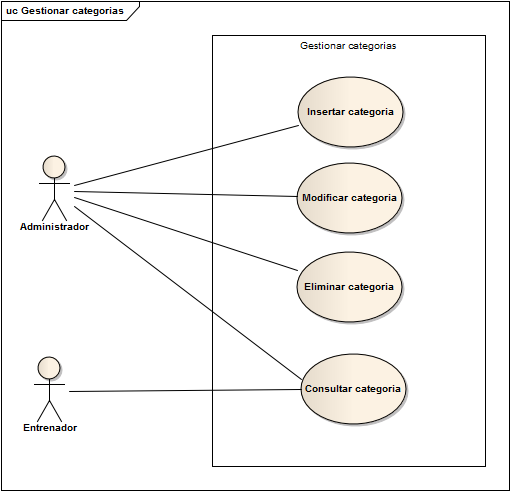 uc Gestionar categorias
Gestionar categorias
Insertar categoria
Modificar categoria
Administrador
Eliminar categoria
Consultar categoria
Entrenador